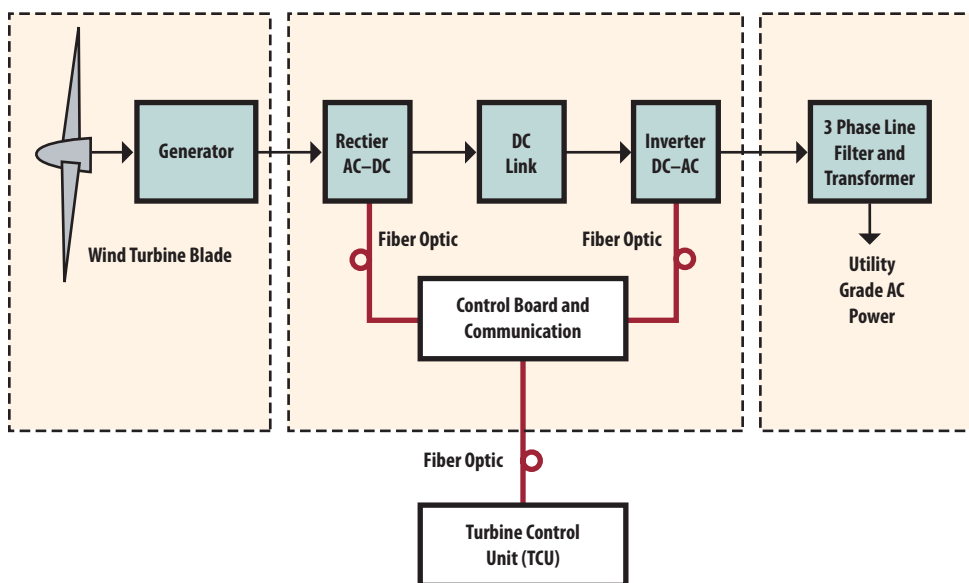 Generator
Wind Turbine Blade
Rectier
AC–DC
DC
Link
Inverter
DC–AC
3 Phase Line
Filter and
Transformer
Utility
Grade AC
Power
Fiber Optic
Fiber Optic
Control Board and
Communication
Fiber Optic
Turbine Control
Unit (TCU)